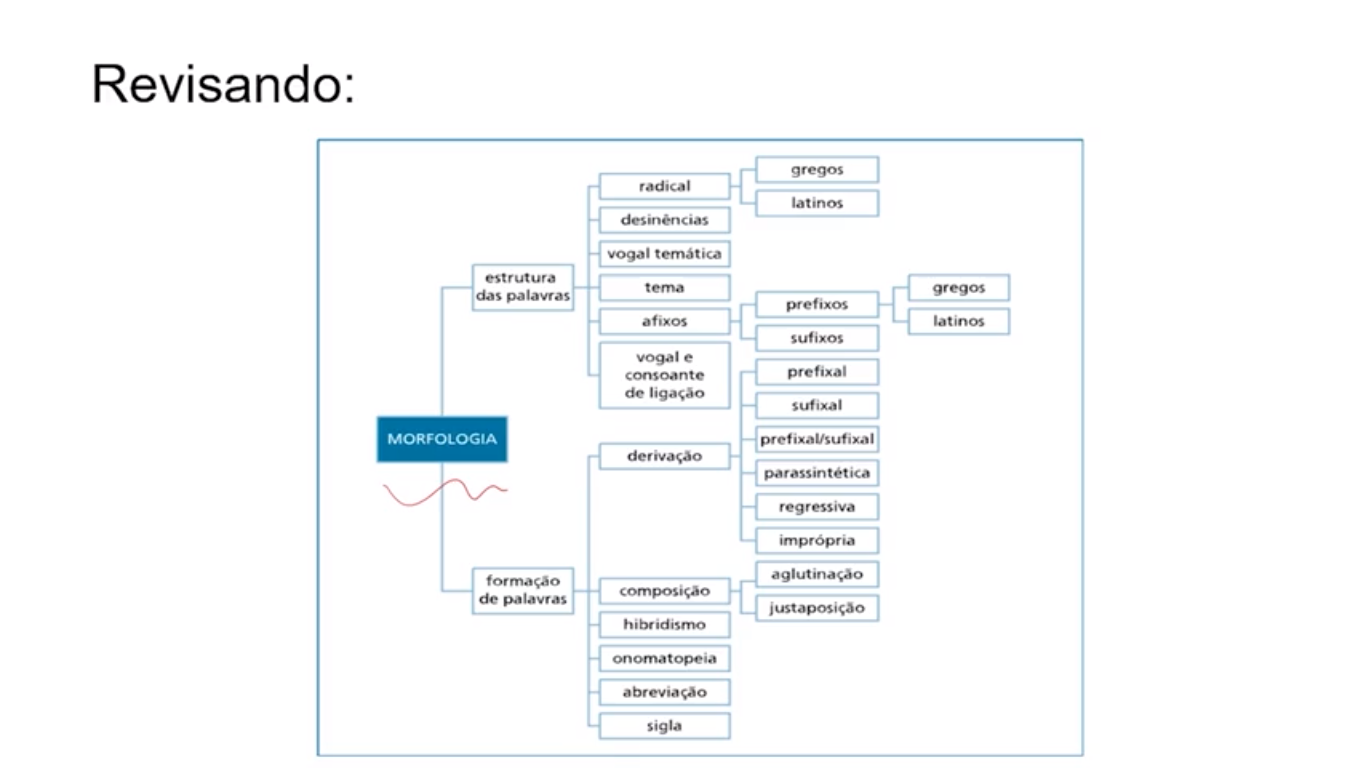 Revisando:
MORFOLOGIA
estrutura
das palavras
radical
gregos
latinos
desinências
vogal temática
tema
afixos
prefixos
gregos
latinos
sufixos
vogal e
consoante
de ligação
formação
de palavras
derivação
prefixal
sufixal
prefixal/sufixal
parassintética
regressiva
imprópria
composição
aglutinação
justaposição
hibridismo
onomatopeia
abreviação
sigla